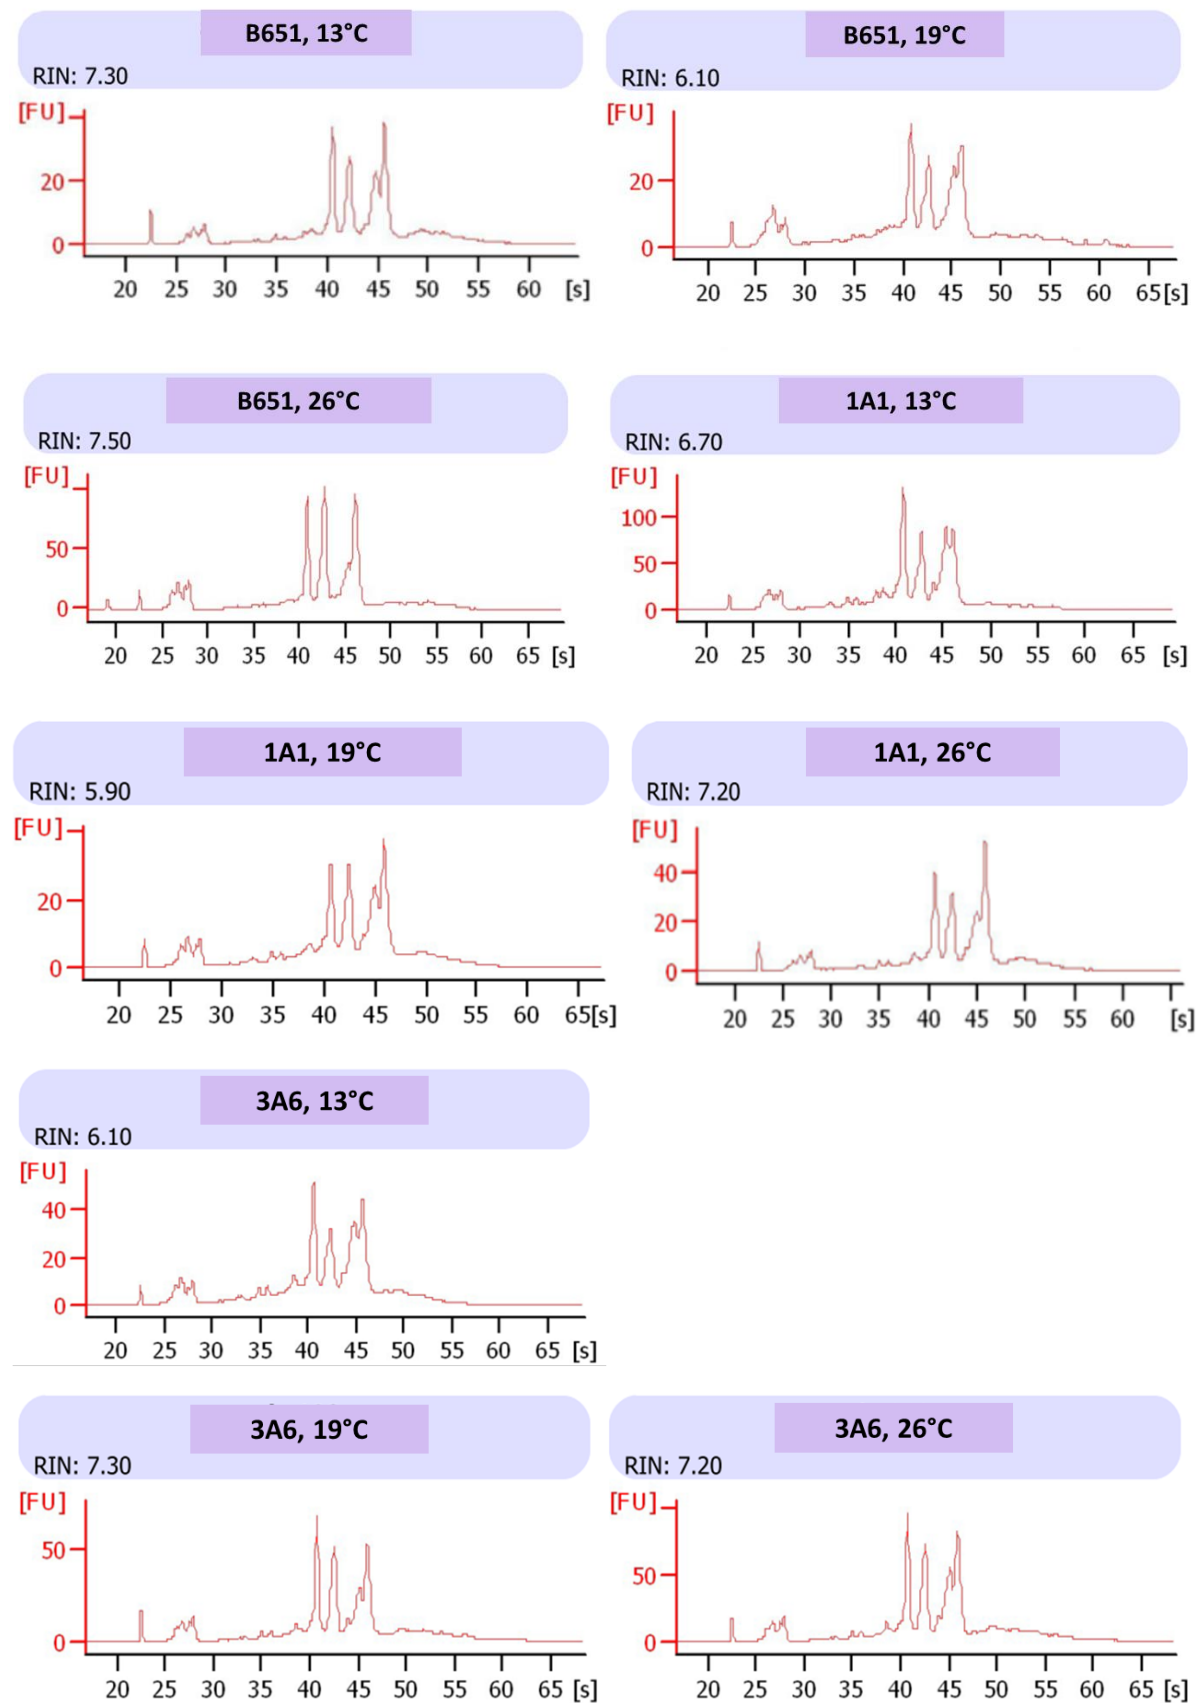 B651, 13°C
RIN: 7.30
[FU]
20
0
20 25 30 35 40 45 50 55 60 [s]
B651, 19°C
RIN: 6.10
[FU]
20
0
20 25 30 35 40 45 50 55 60 65[s]
B651, 26°C
RIN: 7.50
[FU]
50
0
20 25 30 35 40 45 50 55 60 65 [s]
1A1, 13°C
RIN: 6.70
[FU]
100
50
0
20 25 30 35 40 45 50 55 60 65 [s]
1A1, 19°C
RIN: 5.90
[FU]
20
0
20 25 30 35 40 45 50 55 60 65[s]
1A1, 26°C
RIN: 7.20
[FU]
40
20
0
20 25 30 35 40 45 50 55 60 [s]
3A6, 13°C
RIN: 6.10
[FU]
40
20
0
20 25 30 35 40 45 50 55 60 65 [s]
3A6, 19°C
RIN: 7.30
[FU]
50
0
20 25 30 35 40 45 50 55 60 65 [s]
3A6, 26°C
RIN: 7.20
[FU]
50
0
20 25 30 35 40 45 50 55 60 65 [s]